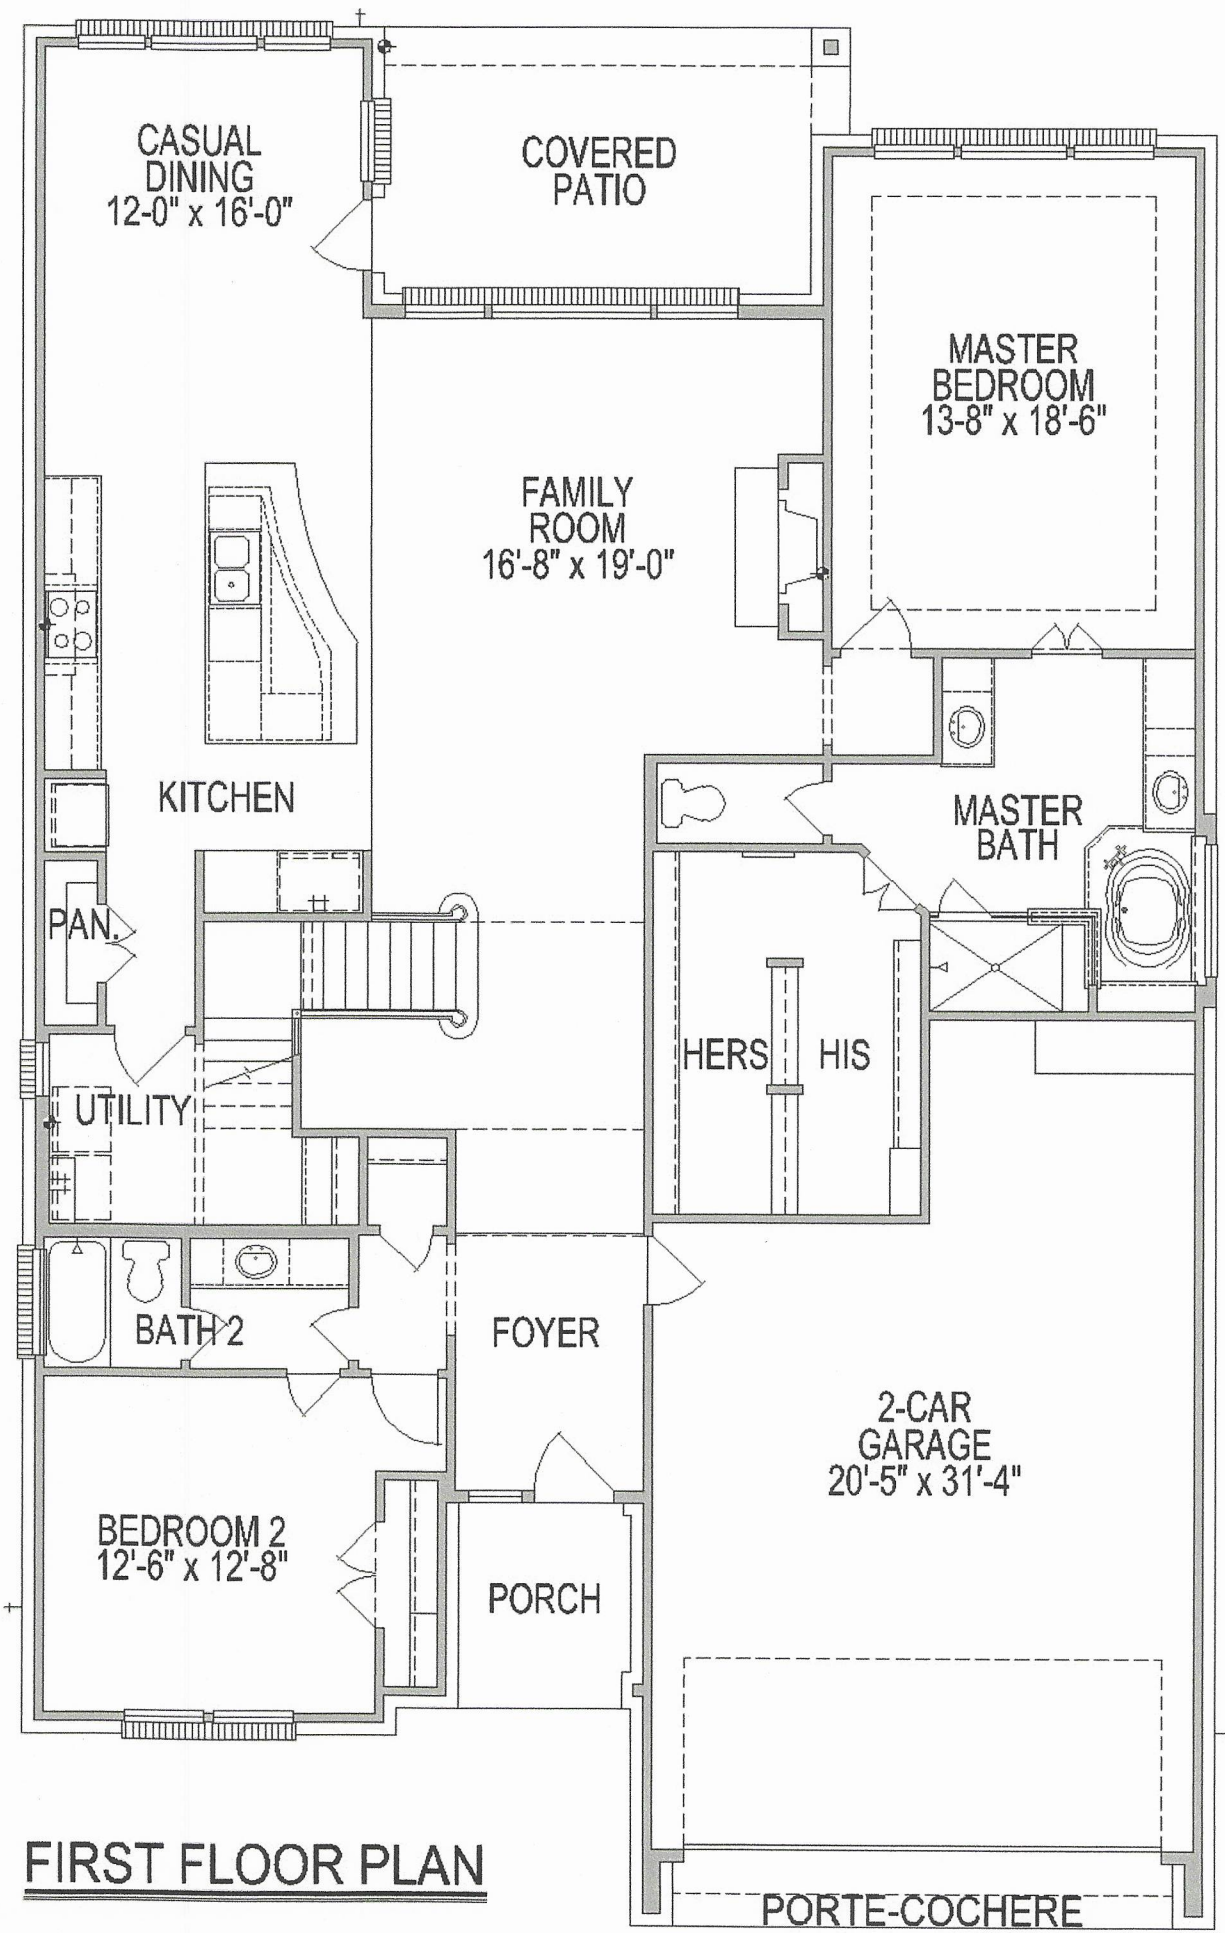 CASUAL
DINING
12-0" x 16'-0"
COVERED
PATIO
MASTER
BEDROOM
13-8" x 18'-6"
FAMILY
ROOM
16'-8" x 19'-0"
KITCHEN
MASTER
BATH
PAN.
HERS
HIS
UTILITY
BATH 2
FOYER
2-CAR
GARAGE
20'-5" x 31'-4"
BEDROOM 2
12'-6" x 12'-8"
PORCH
FIRST FLOOR PLAN
PORTE-COCHERE